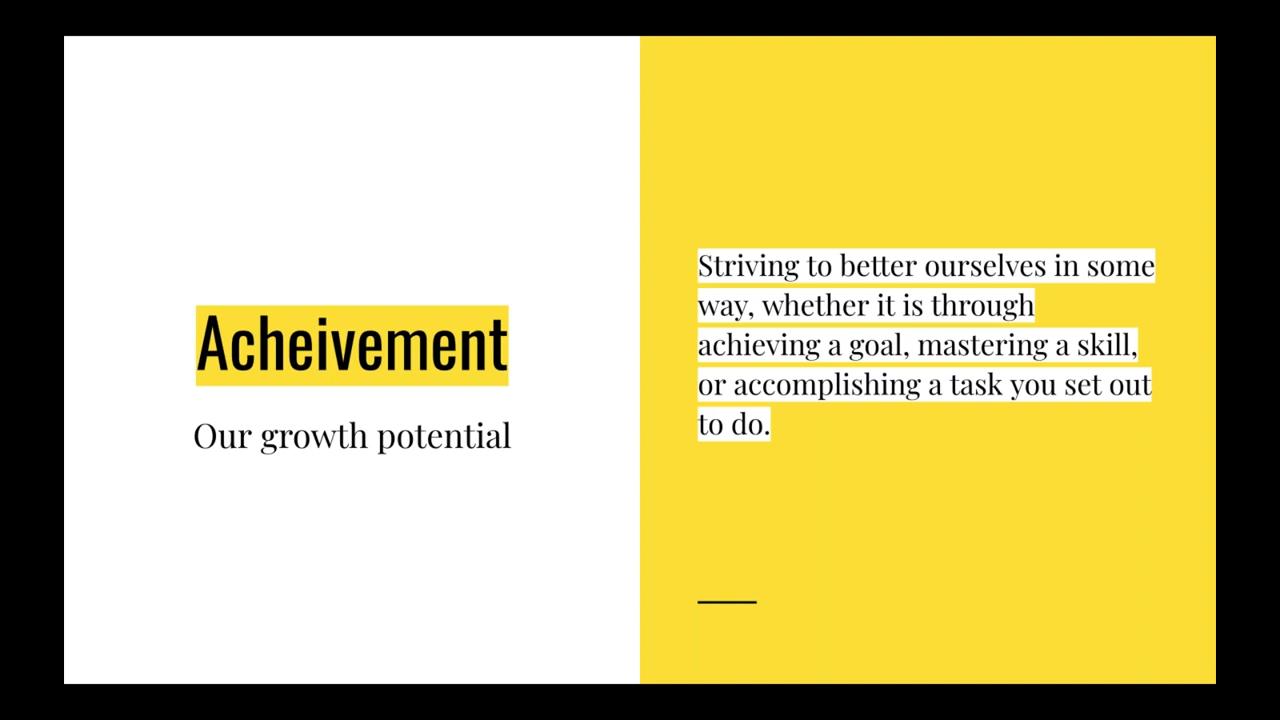 Acheivement
Our growth potential
Striving to better ourselves in some
way, whether it is through
achieving a goal, mastering a skill,
or accomplishing a task you set out
to do.